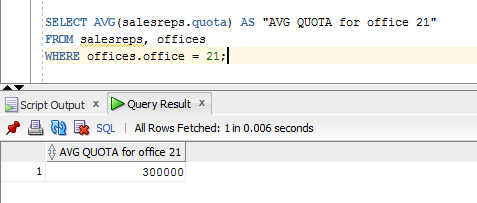 SELECT AVG(salesreps.quota) AS "AVG QUOTA for office 21"
FROM salesreps, offices
WHERE offices.office = 21;
Script Output x Query Result x
SQL | All Rows Fetched: 1 in 0.006 seconds
AVG QUOTA for office 21
1 300000